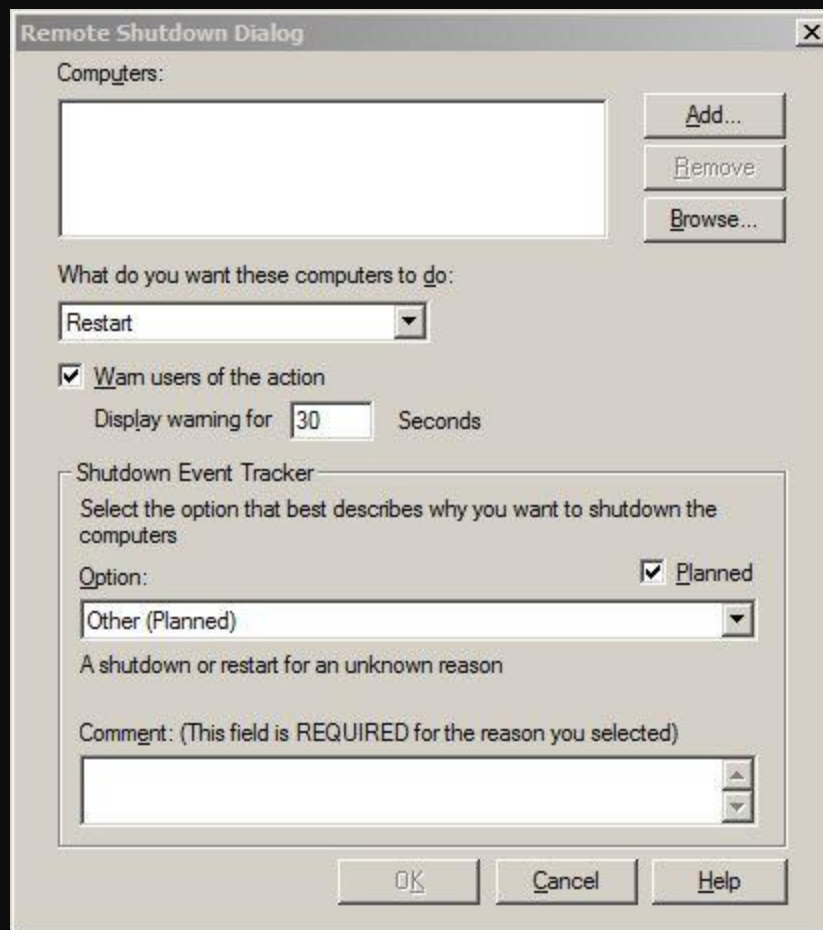 Remote Shutdown Dialog
Computers:
Add...
Remove
Browse...
What do you want these computers to do:
Restart
Warn users of the action
Display warning for 30 Seconds
Shutdown Event Tracker
Select the option that best describes why you want to shutdown the
computers
Option: Planned
Other (Planned)
A shutdown or restart for an unknown reason
Comment: (This field is REQUIRED for the reason you selected)
OK Cancel Help